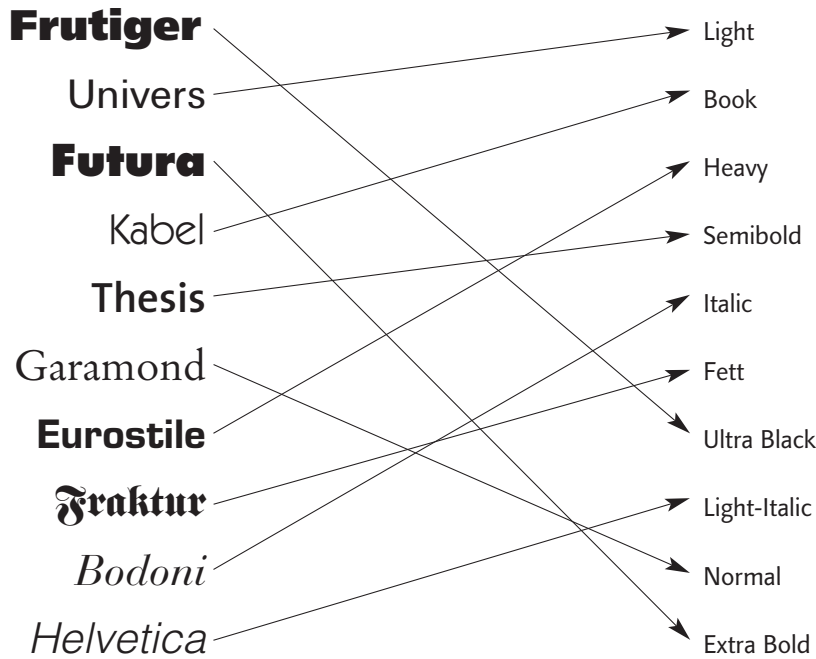 Frutiger
Univers
Futura
Kabel
Thesis
Garamond
Eurostile
Fraktur
Bodoni
Helvetica
Light
Book
Heavy
Semibold
Italic
Fett
Ultra Black
Light-Italic
Normal
Extra Bold